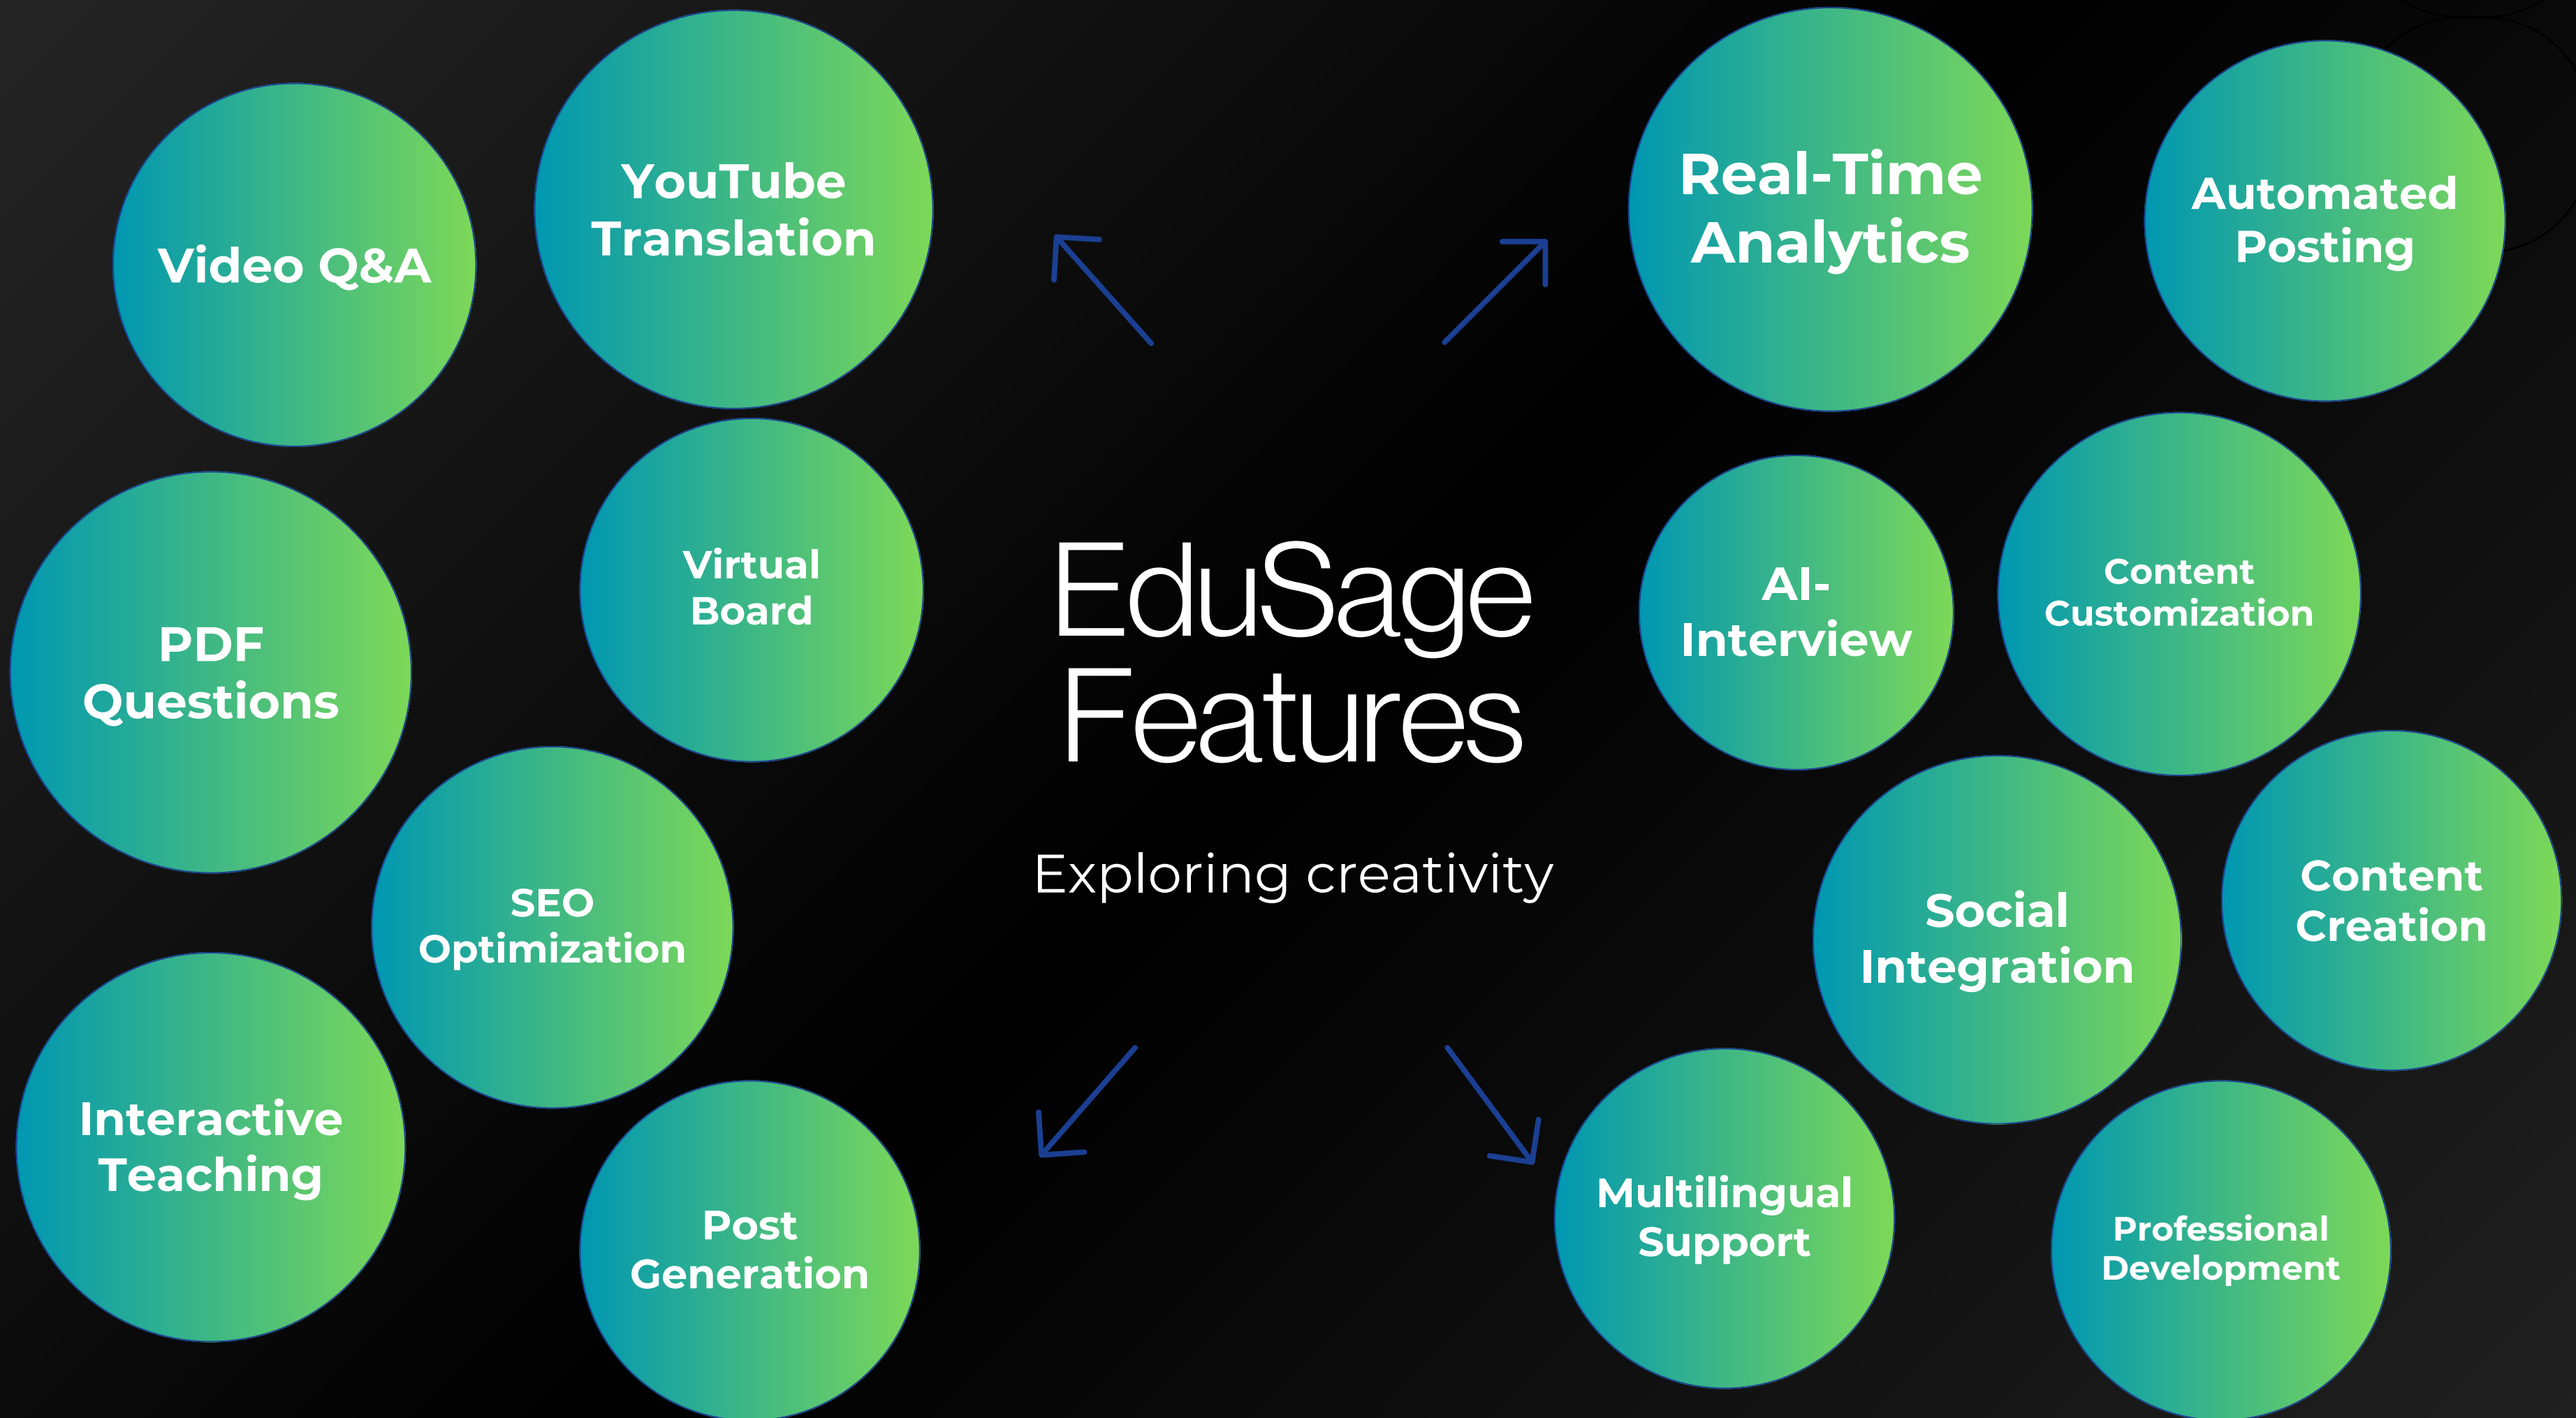 Video Q&A
YouTube
Translation
PDF
Questions
Virtual
Board
SEO
Optimization
Interactive
Teaching
Post
Generation
EduSage
Features
Exploring creativity
Real-Time
Analytics
Automated
Posting
AI-
Interview
Content
Customization
Social
Integration
Content
Creation
Multilingual
Support
Professional
Development